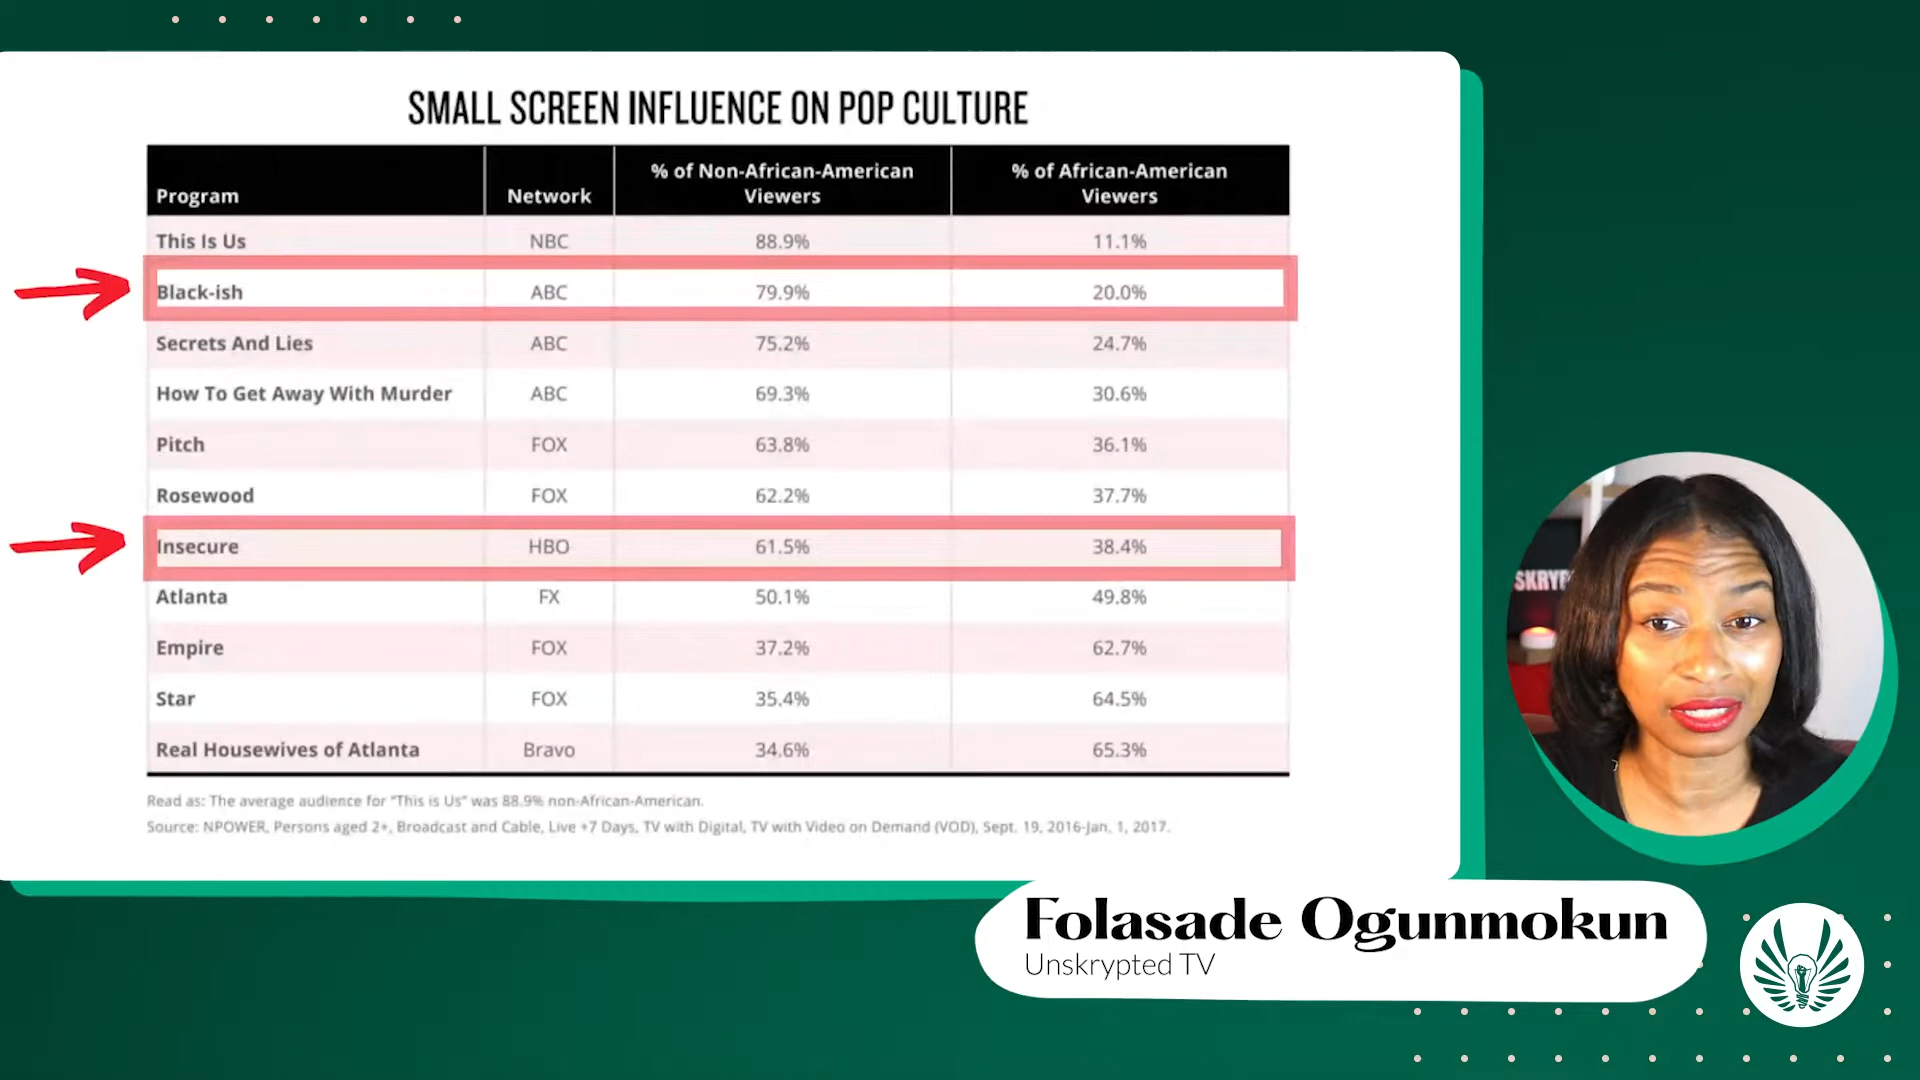 SMALL SCREEN INFLUENCE ON POP CULTURE
Program Network % of Non-African-American Viewers % of African-American Viewers
This Is Us NBC 88.9% 11.1%
Black-ish ABC 79.9% 20.0%
Secrets And Lies ABC 75.2% 24.7%
How To Get Away With Murder ABC 69.3% 30.6%
Pitch FOX 63.8% 36.1%
Rosewood FOX 62.2% 37.7%
Insecure HBO 61.5% 38.4%
Atlanta FX 50.1% 49.8%
Empire FOX 37.2% 62.7%
Star FOX 35.4% 64.5%
Real Housewives of Atlanta Bravo 34.6% 65.3%
Read as: The average audience for "This is Us" was 88.9% non-African-American.
Source: NPOWER, Persons aged 2+, Broadcast and Cable, Live +7 Days, TV with Digital, TV with Video on Demand (VOD), Sept. 19, 2016-Jan. 1, 2017.
Folasade Ogunmokun
Unskrypted TV